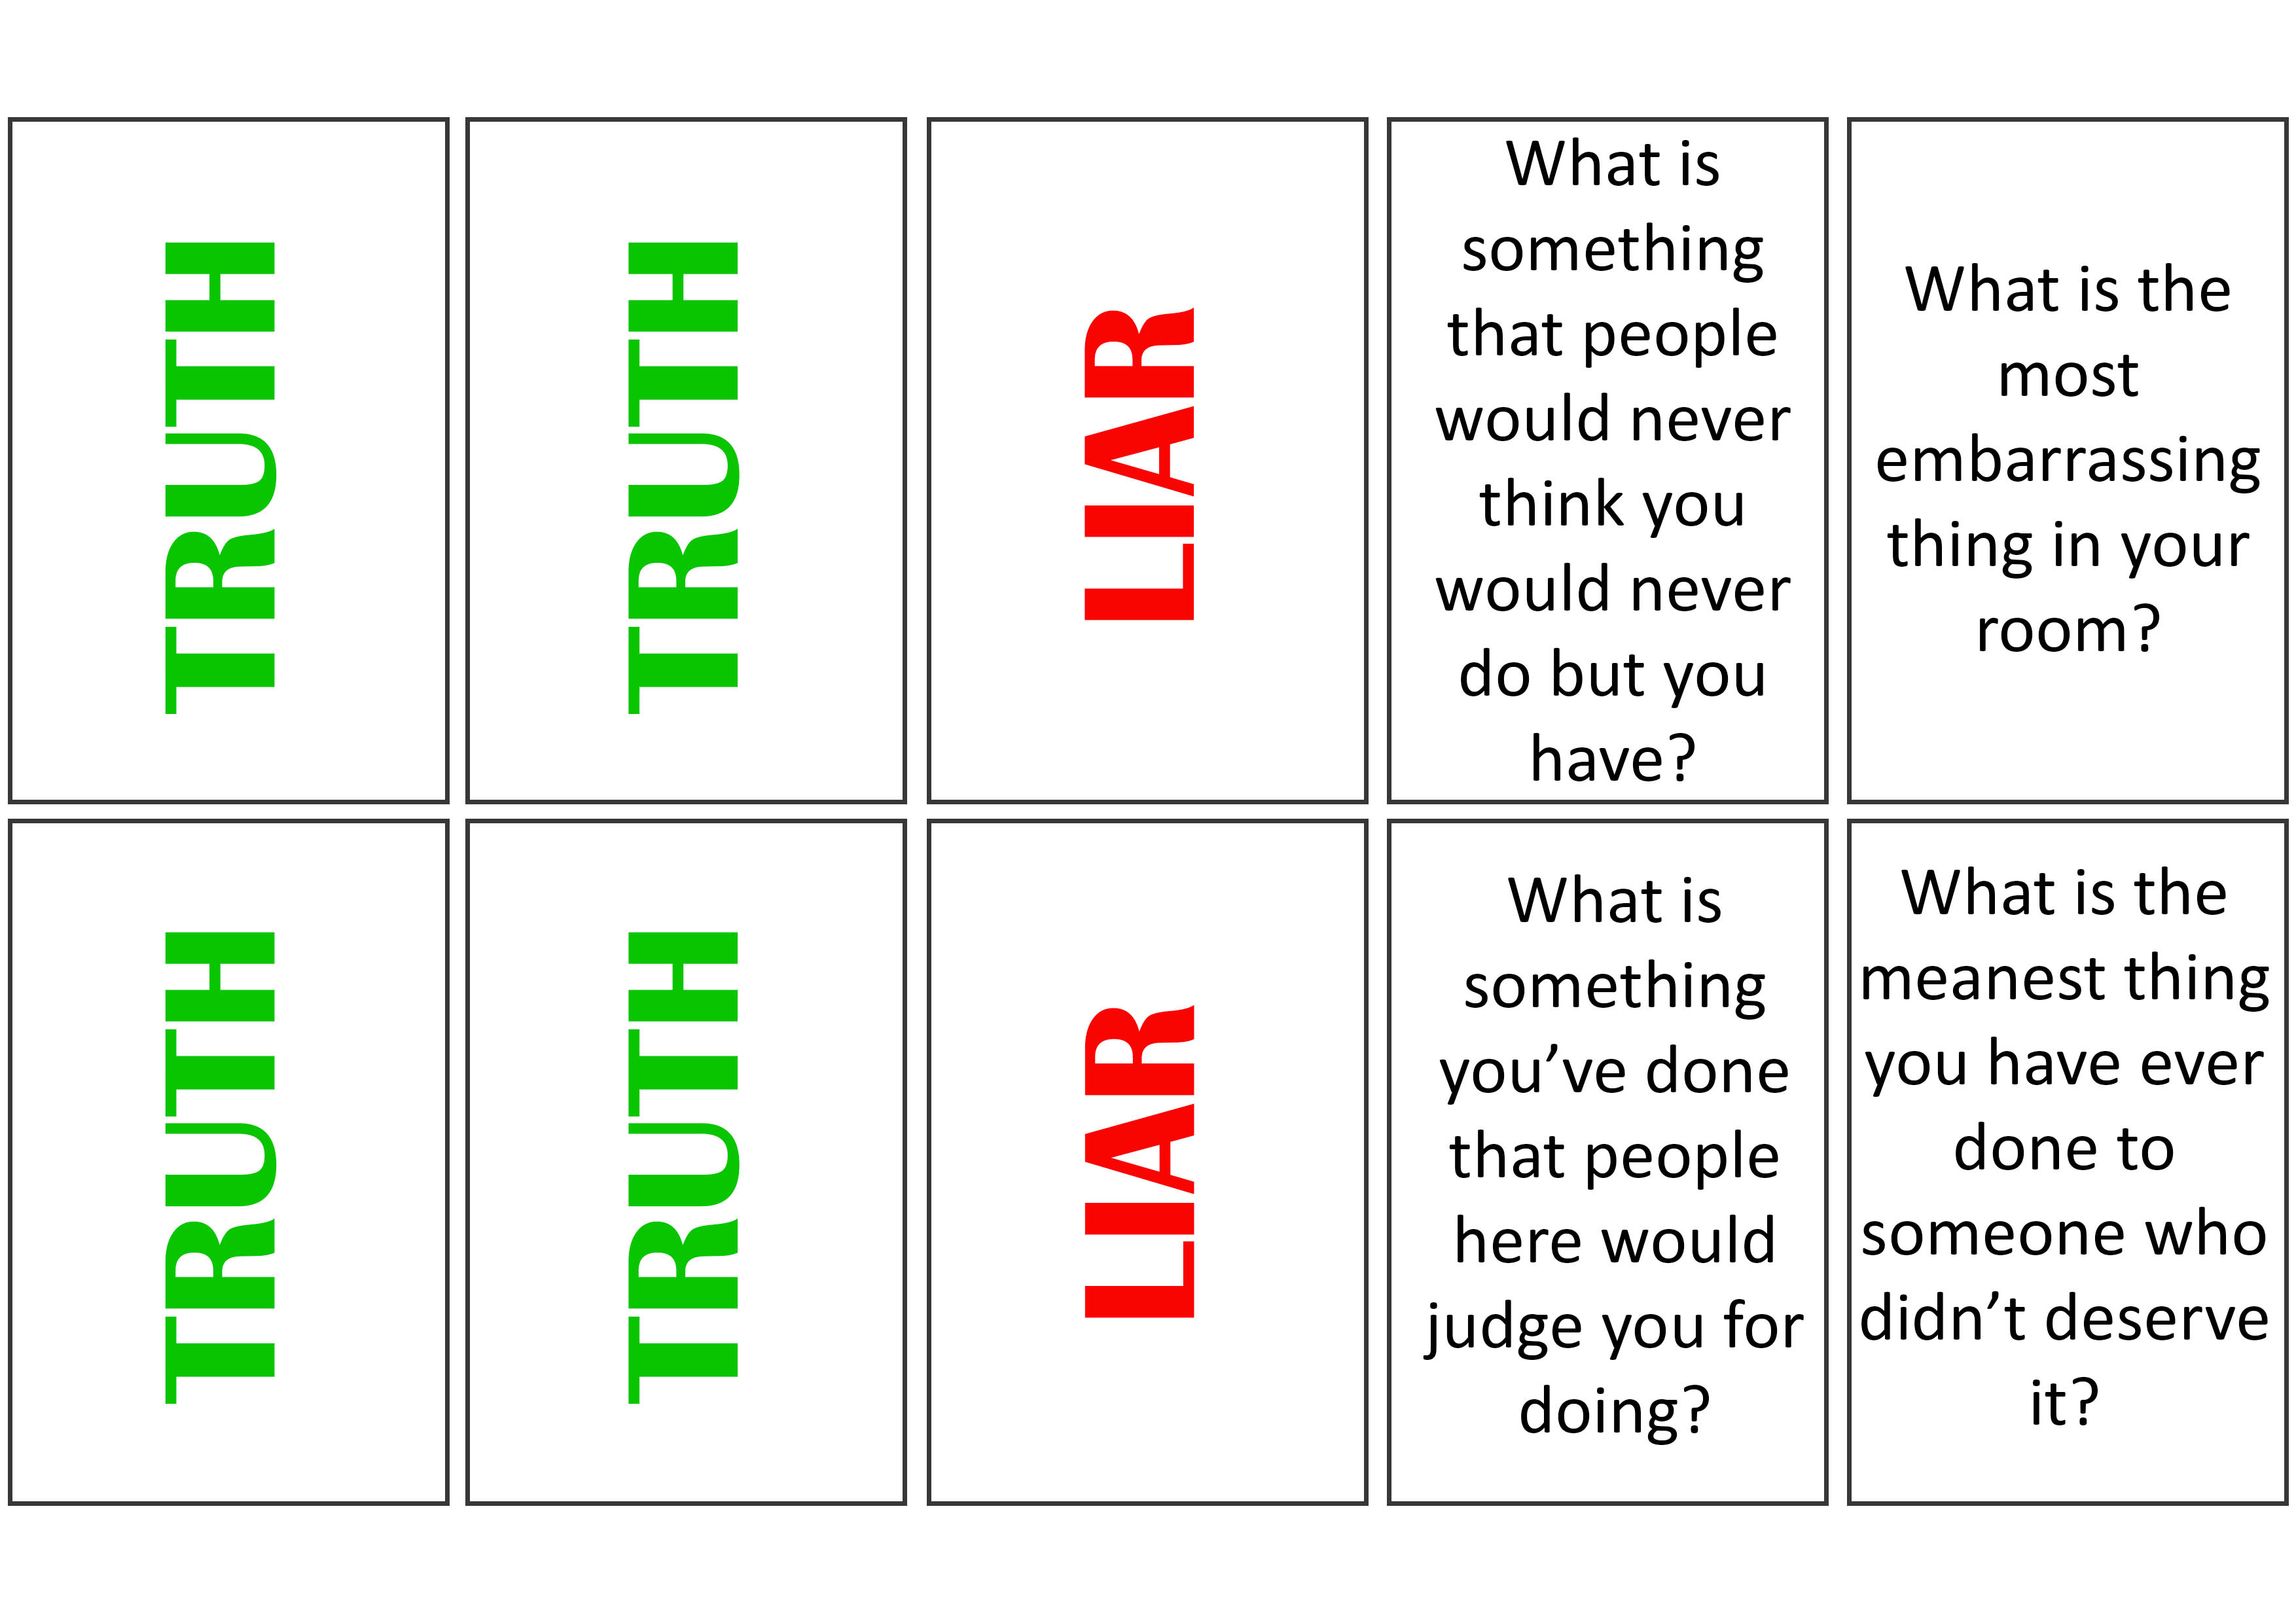 TRUTH
TRUTH
LIAR
What is
something
that people
would never
think you
would never
do but you
have?
What is the
most
embarrassing
thing in your
room?
TRUTH
TRUTH
LIAR
What is
something
you’ve done
that people
here would
judge you for
doing?
What is the
meanest thing
you have ever
done to
someone who
didn’t deserve
it?